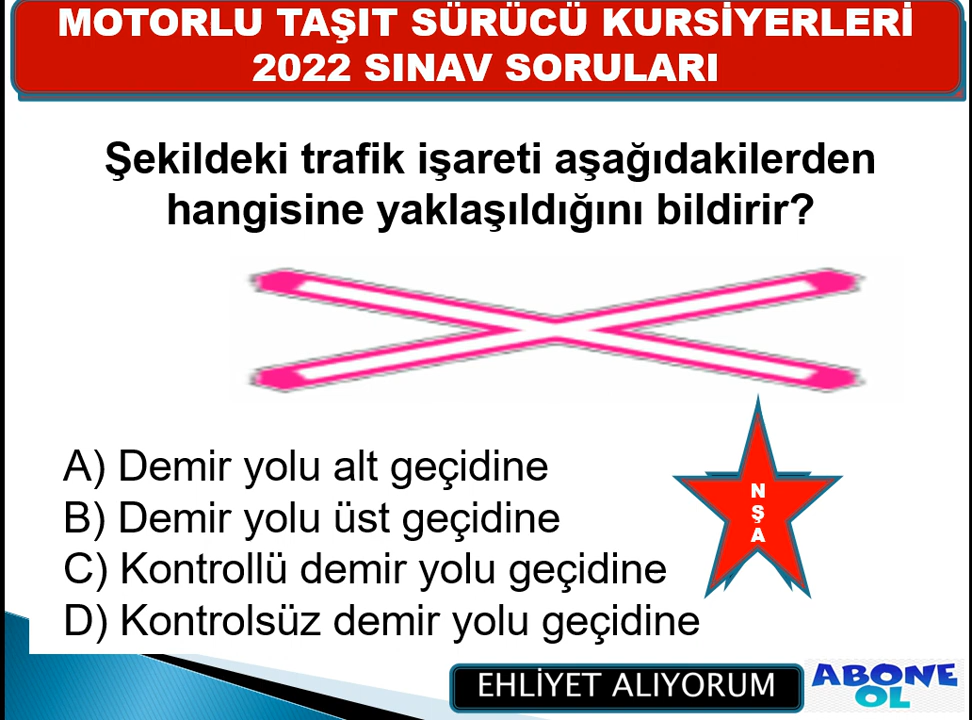 MOTORLU TAŞIT SÜRÜCÜ KURSİYERLERİ
2022 SINAV SORULARI
Şekildeki trafik işareti aşağıdakilerden
hangisine yaklaşıldığını bildirir?
A) Demir yolu alt geçidine
B) Demir yolu üst geçidine
C) Kontrollü demir yolu geçidine
D) Kontrolsüz demir yolu geçidine
N
Ş
A
EHLİYET ALIYORUM
ABONE
OL